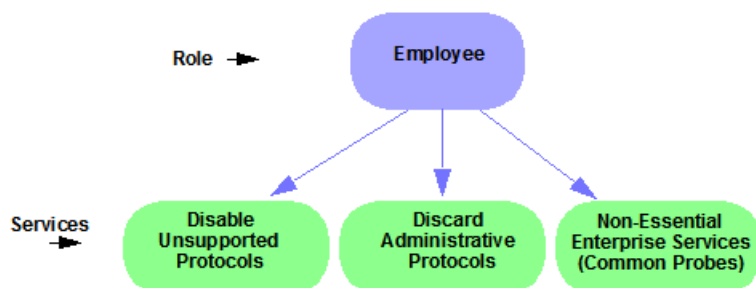 Role
Employee
Services
Disable
Unsupported
Protocols
Discard
Administrative
Protocols
Non-Essential
Enterprise Services
(Common Probes)